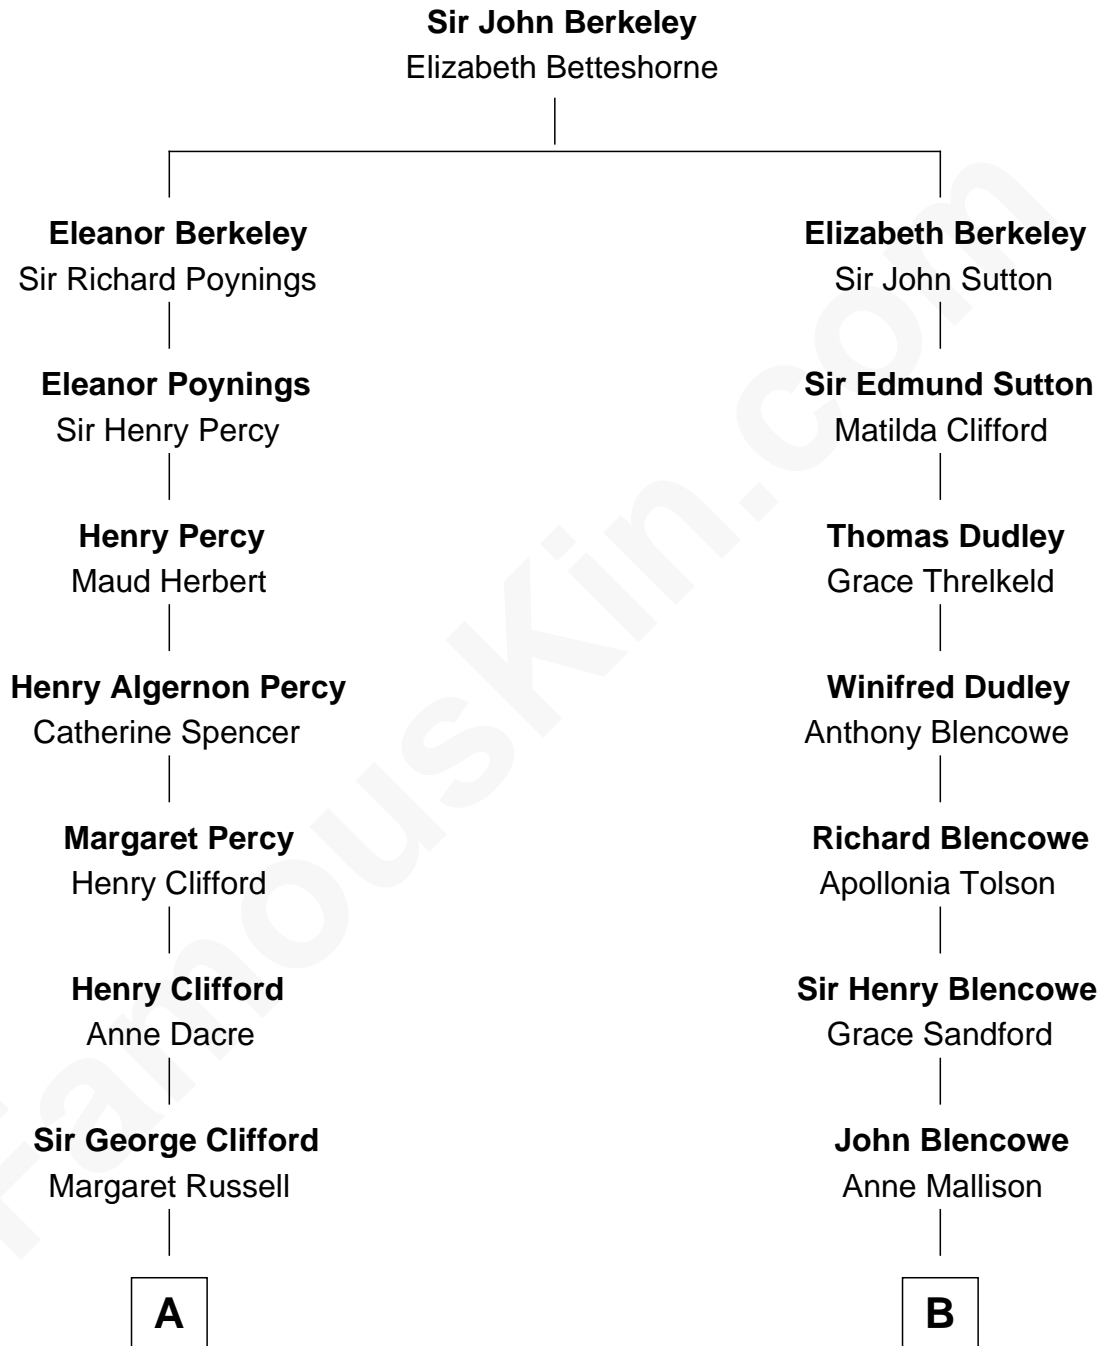 Sir John Berkeley
Elizabeth Betteshorne
Eleanor Berkeley
Sir Richard Poynings
Eleanor Poynings
Sir Henry Percy
Henry Percy
Maud Herbert
Henry Algernon Percy
Catherine Spencer
Margaret Percy
Henry Clifford
Henry Clifford
Anne Dacre
Sir George Clifford
Margaret Russell
A
Elizabeth Berkeley
Sir John Sutton
Sir Edmund Sutton
Matilda Clifford
Thomas Dudley
Grace Threlkeld
Winifred Dudley
Anthony Blencowe
Richard Blencowe
Apollonia Tolson
Sir Henry Blencowe
Grace Sandford
John Blencowe
Anne Mallison
B
FamousKin.com